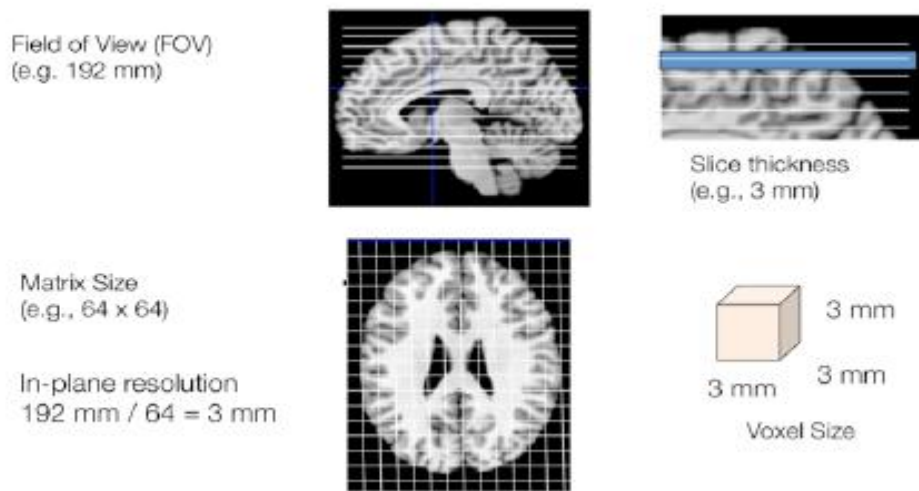 Field of View (FOV)
(e.g. 192 mm)
Slice thickness
(e.g., 3 mm)
Matrix Size
(e.g., 64 x 64)
In-plane resolution
192 mm / 64 = 3 mm
3 mm
3 mm
3 mm
Voxel Size